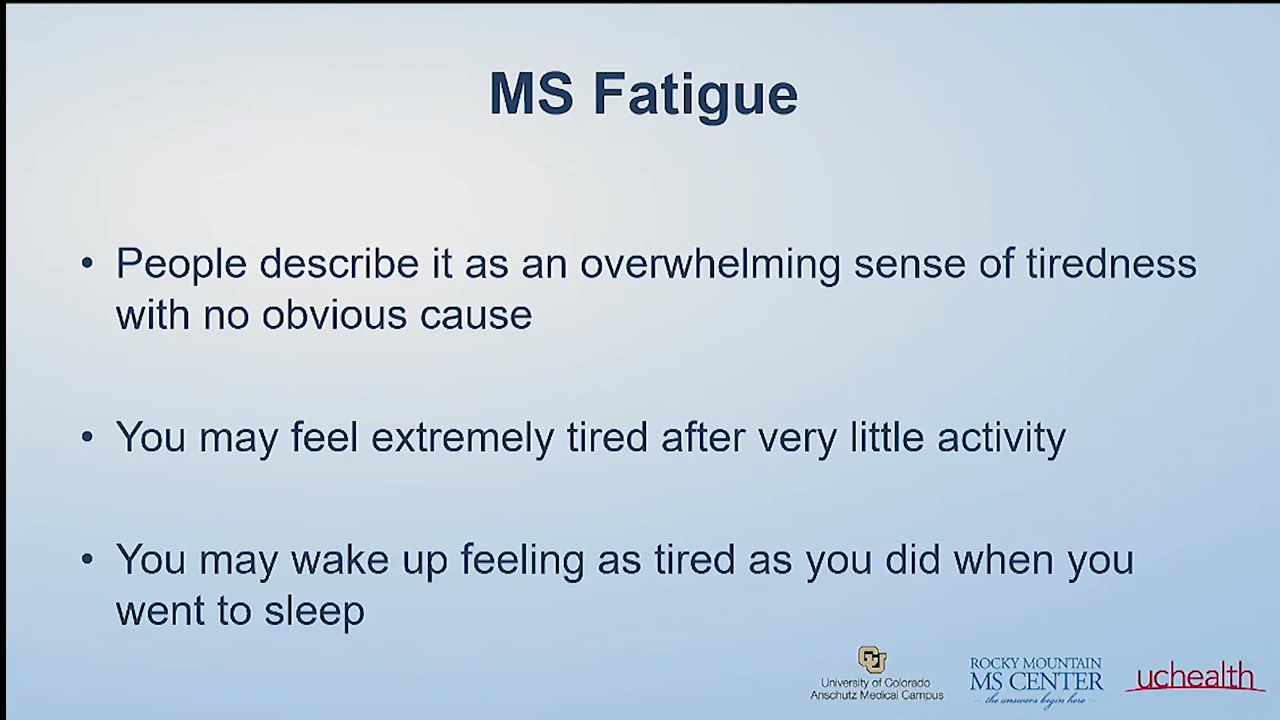 MS Fatigue
• People describe it as an overwhelming sense of tiredness
with no obvious cause
• You may feel extremely tired after very little activity
• You may wake up feeling as tired as you did when you
went to sleep
CU
University of Colorado
Anschutz Medical Campus
ROCKY MOUNTAIN
MS CENTER
the answers begin here
uchealth